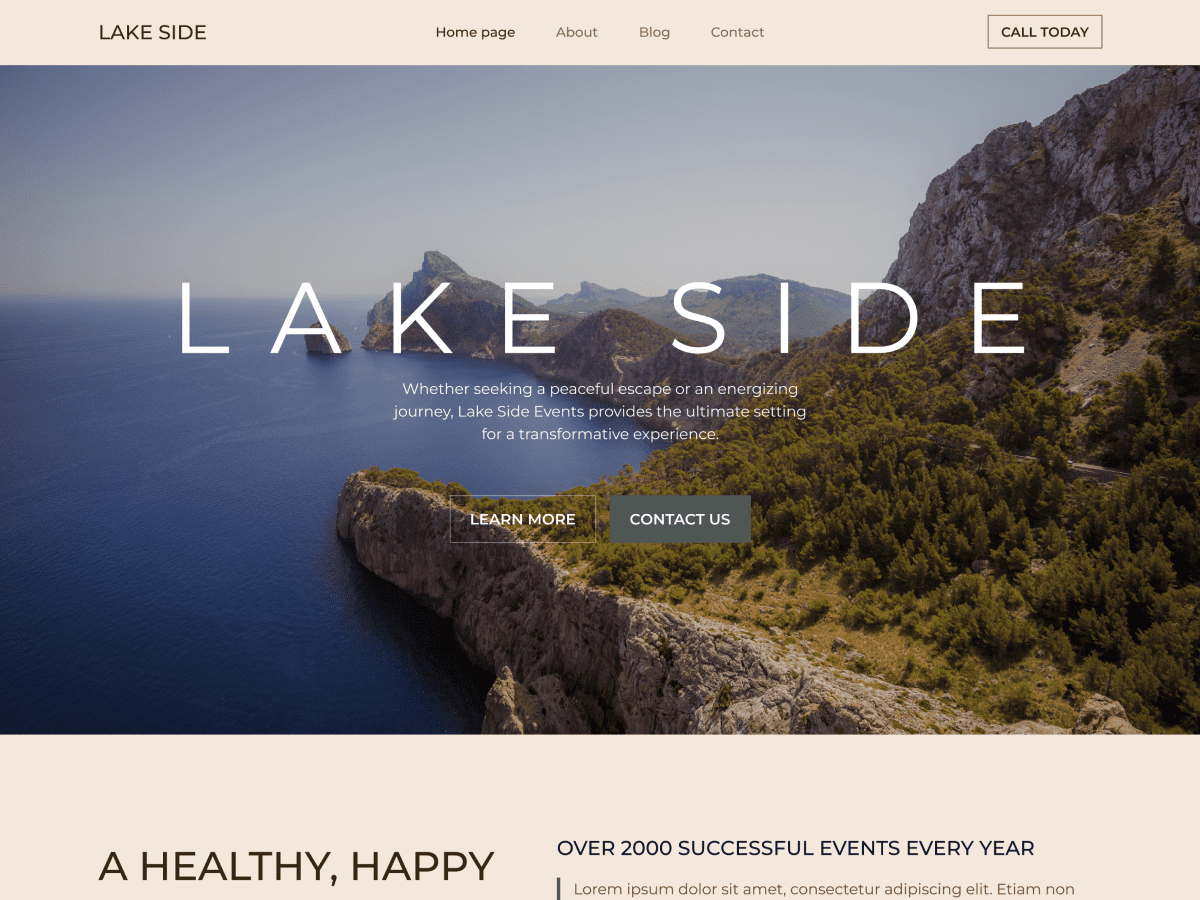 LAKE SIDE
Home page
About
Blog
Contact
CALL TODAY
LAKE SIDE
Whether seeking a peaceful escape or an energizing
journey, Lake Side Events provides the ultimate setting
for a transformative experience.
LEARN MORE
CONTACT US
A HEALTHY, HAPPY
OVER 2000 SUCCESSFUL EVENTS EVERY YEAR
Lorem ipsum dolor sit amet, consectetur adipiscing elit. Etiam non